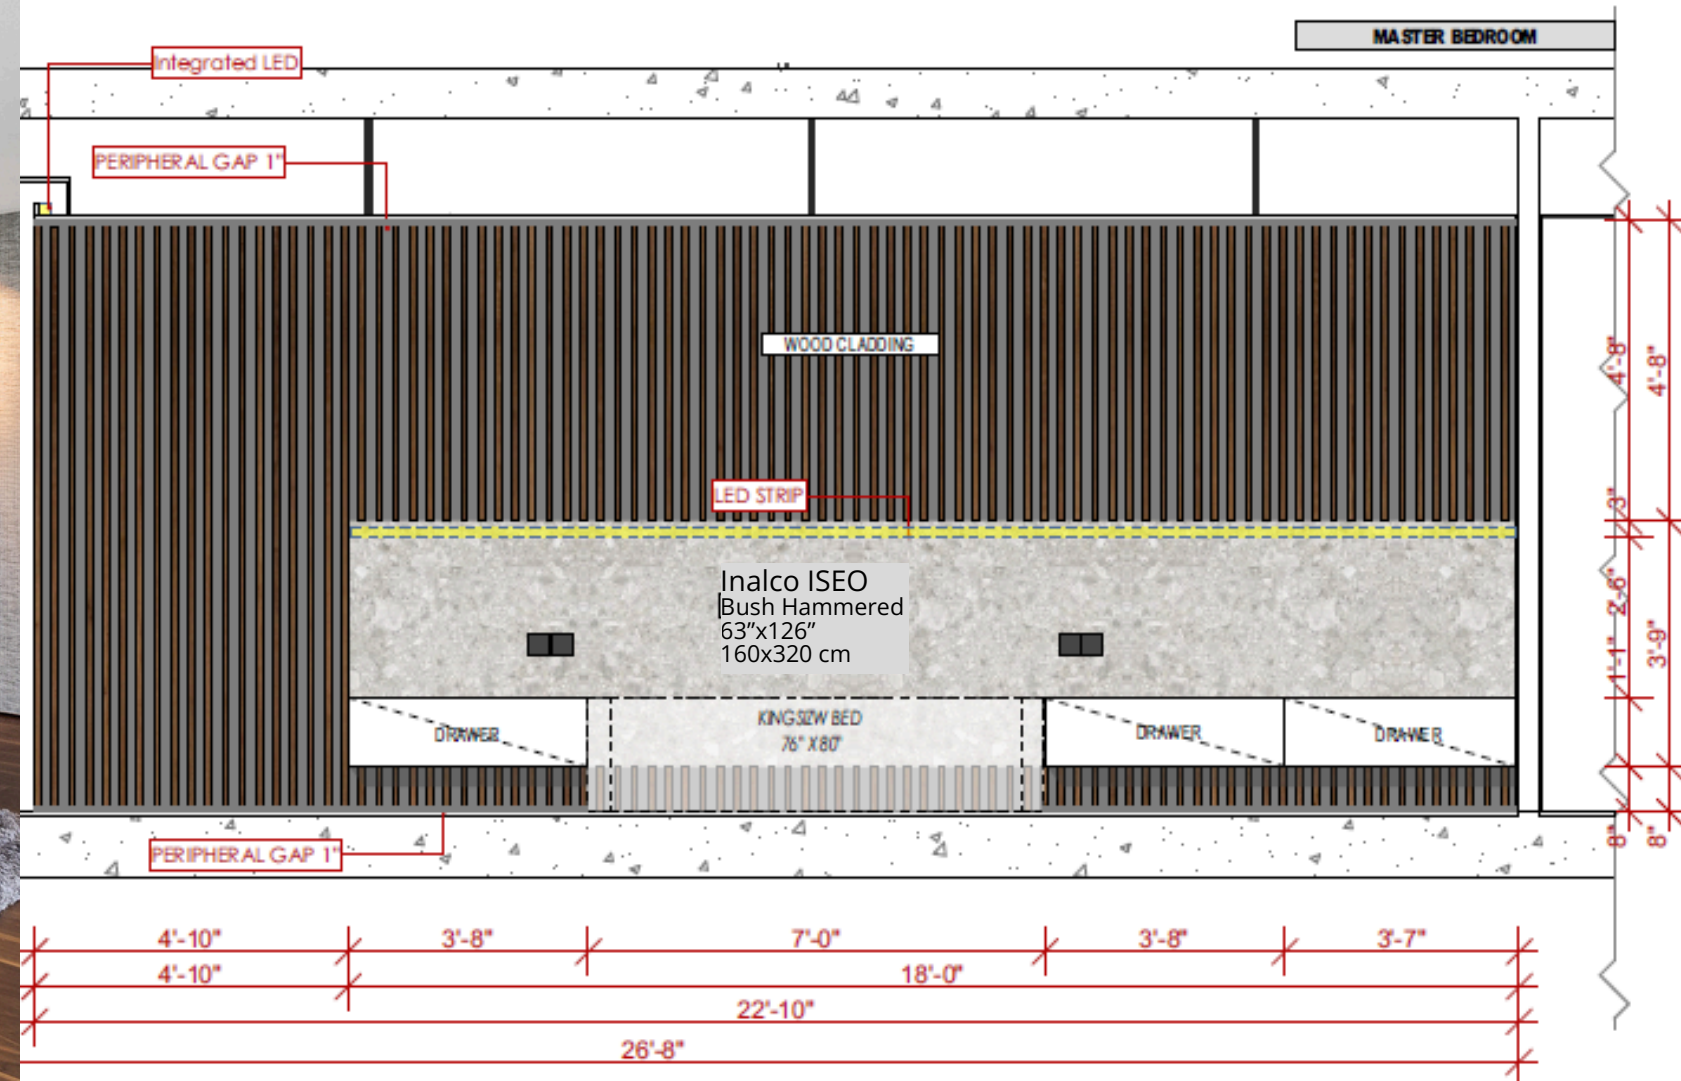 MASTER BEDROOM
Integrated LED
PERIPHERAL GAP 1"
WOOD CLADDING
4'-8"
4'-8"
LED STRIP
3"
Inalco ISEO
Bush Hammered
63”x126”
160x320 cm
2'-6"
1'-1"
3'-9"
KINGSIZW BED
76" X 80"
DRAWER
DRAWER
DRAWER
PERIPHERAL GAP 1"
8"
8"
4'-10"
3'-8"
7'-0"
3'-8"
3'-7"
4'-10"
18'-0"
22'-10"
26'-8"